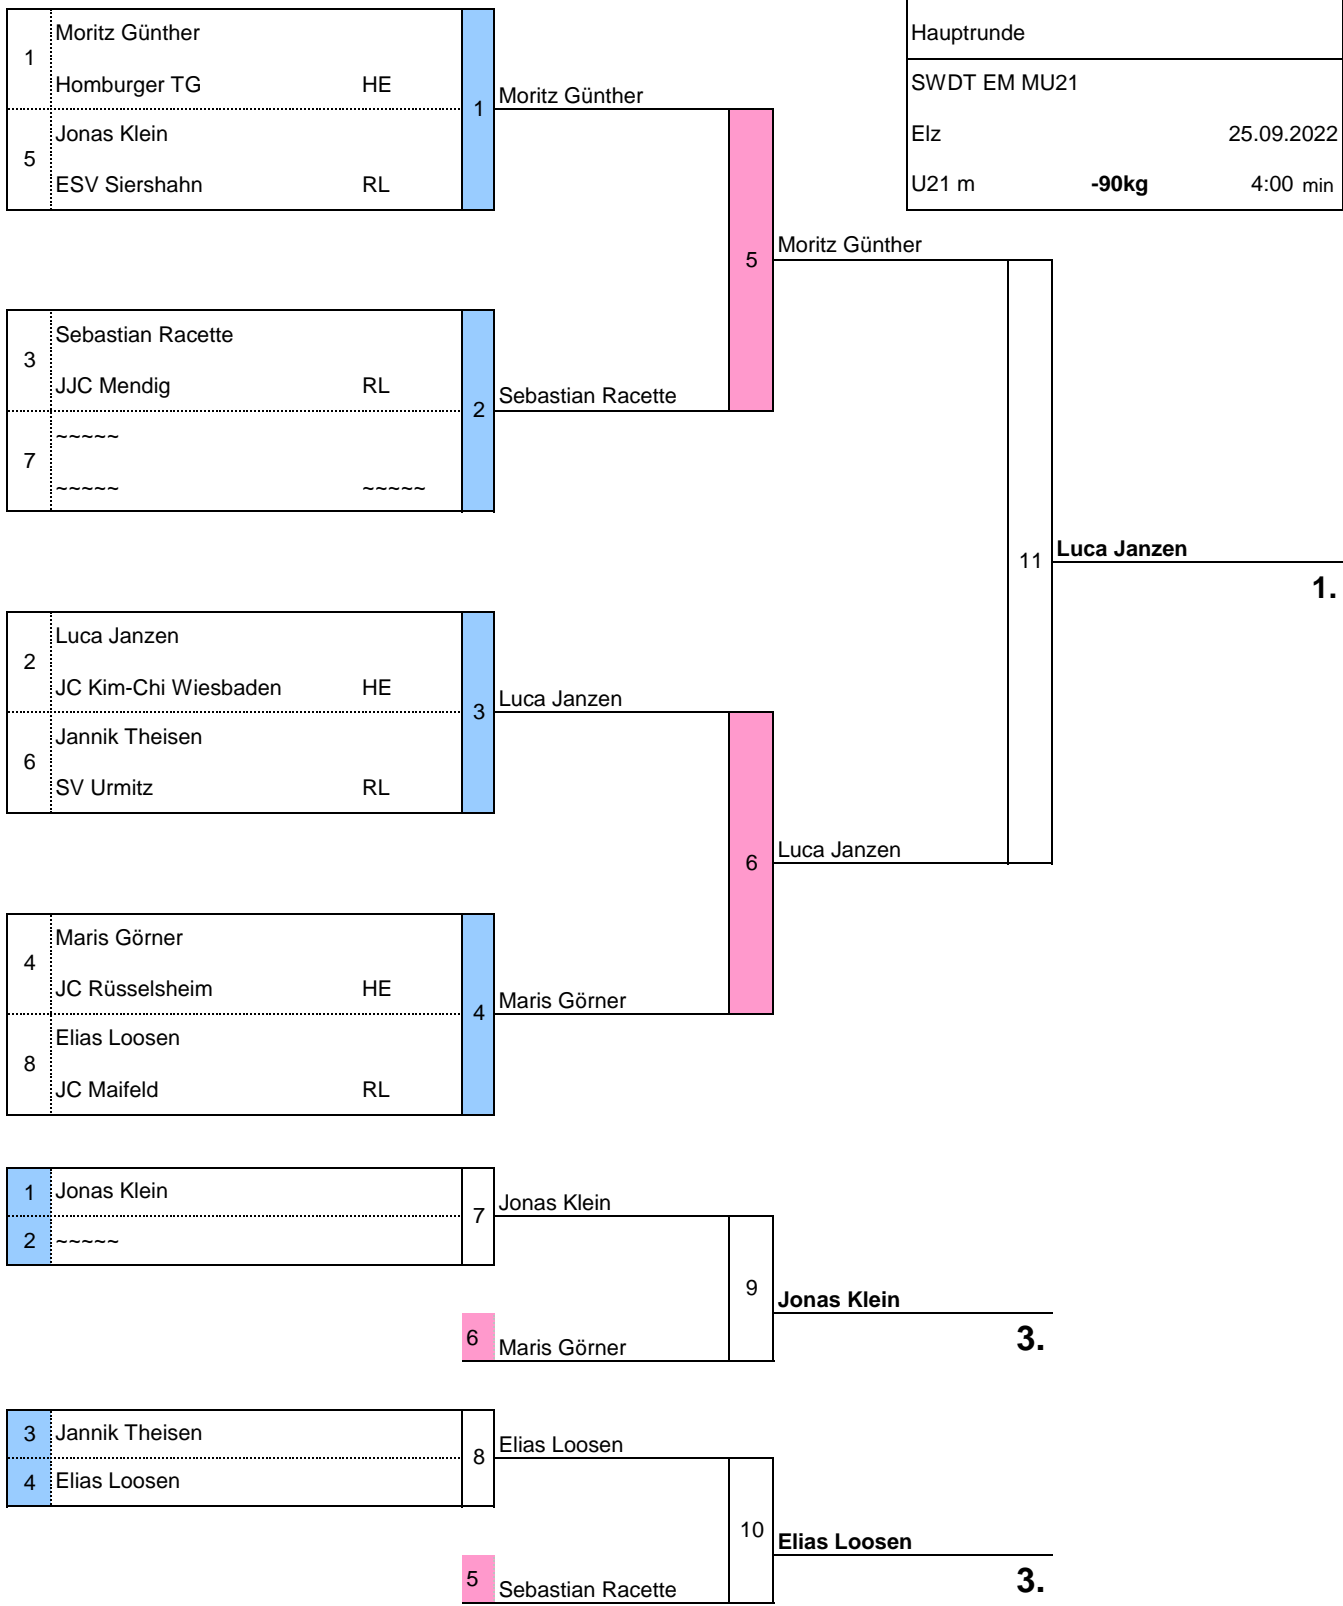 Hauptrunde
SWDT EM MU21
Elz 25.09.2022
U21 m -90kg 4:00 min
1 Moritz Günther
Homburger TG HE
5 Jonas Klein
ESV Siershahn RL
1 Moritz Günther
3 Sebastian Racette
JJC Mendig RL
7 ~~~~~
~~~~~ ~~~~~
2 Sebastian Racette
5 Moritz Günther
2 Luca Janzen
JC Kim-Chi Wiesbaden HE
6 Jannik Theisen
SV Urmitz RL
3 Luca Janzen
4 Maris Görner
JC Rüsselsheim HE
8 Elias Loosen
JC Maifeld RL
4 Maris Görner
6 Luca Janzen
11 Luca Janzen
1.
1 Jonas Klein
2 ~~~~~
7 Jonas Klein
6 Maris Görner
9 Jonas Klein
3.
3 Jannik Theisen
4 Elias Loosen
8 Elias Loosen
5 Sebastian Racette
10 Elias Loosen
3.